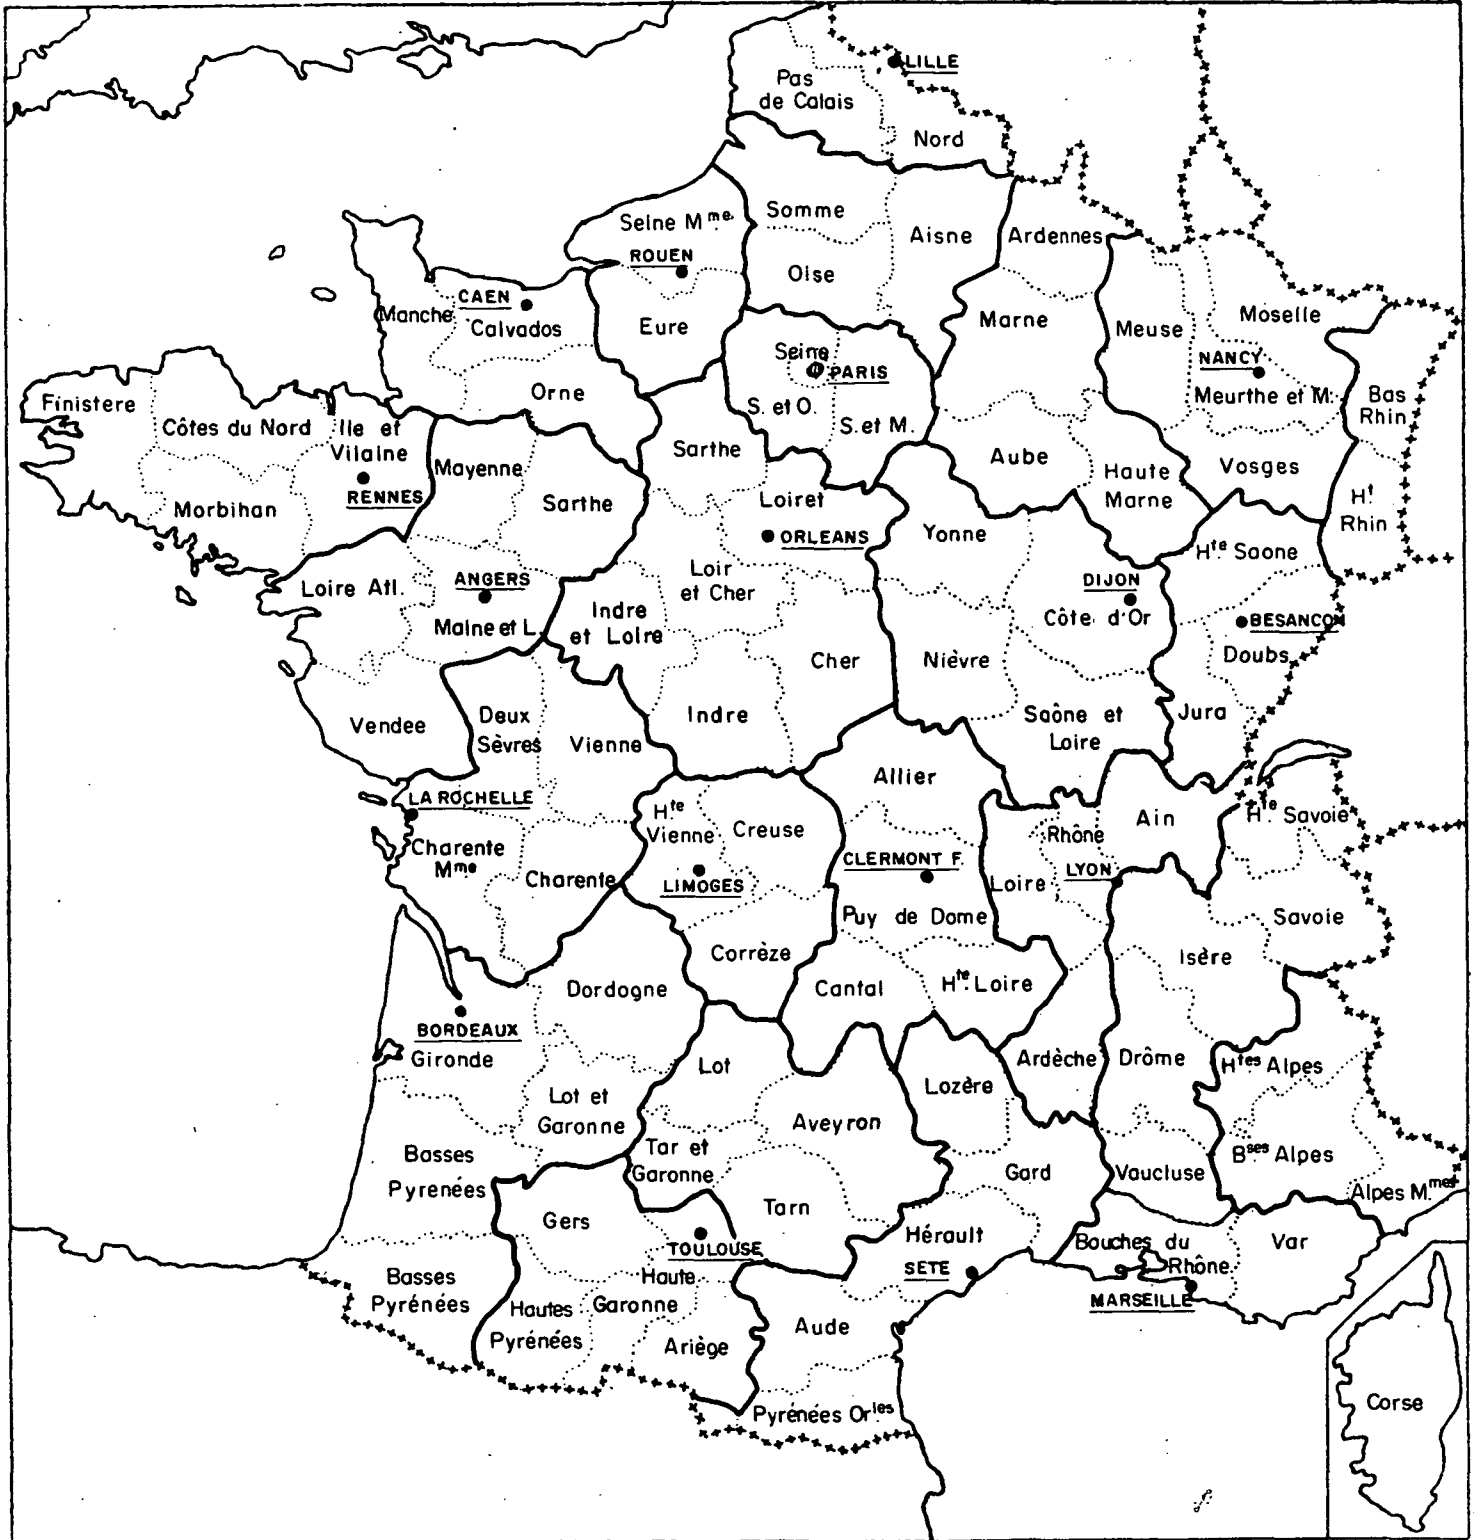 LILLE
Pas
de Calais
Nord
Seine Mme.
Somme
Aisne
Ardennes
ROUEN
Oise
CAEN
Manche
Calvados
Eure
Marne
Meuse
Moselle
Seine
PARIS
NANCY
Meurthe et M.
Finistere
Orne
S. et O.
S. et M.
Bas
Rhin
Côtes du Nord
Ile et
Vilaine
RENNES
Mayenne
Sarthe
Aube
Haute
Marne
Vosges
Ht
Rhin
Morbihan
Sarthe
Loiret
ORLEANS
Yonne
Hte Saone
Loire Atl.
ANGERS
Maine et L.
Loir
et Cher
Indre
et Loire
DIJON
Côte d'Or
BESANCON
Doubs
Cher
Nièvre
Vendee
Deux
Sèvres
Vienne
Indre
Saône et
Loire
Jura
Allier
LA ROCHELLE
Charente
Mme
Charente
Hte
Vienne
Creuse
LIMOGES
CLERMONT F.
Puy de Dome
Loire
Rhône
LYON
Ain
Hte. Savoie
Savoie
Corrèze
Cantal
Hte. Loire
Isère
Dordogne
BORDEAUX
Gironde
Lot
Ardèche
Drôme
Htes Alpes
Lot et
Garonne
Aveyron
Lozère
Basses
Pyrenées
Tar et
Garonne
Gard
Vaucluse
Bses Alpes
Alpes M.mes
Gers
Tarn
TOULOUSE
Hérault
SETE
Bouches du
Rhône
MARSEILLE
Var
Basses
Pyrénées
Hautes
Pyrénées
Haute
Garonne
Ariège
Aude
Pyrénées Orles
Corse